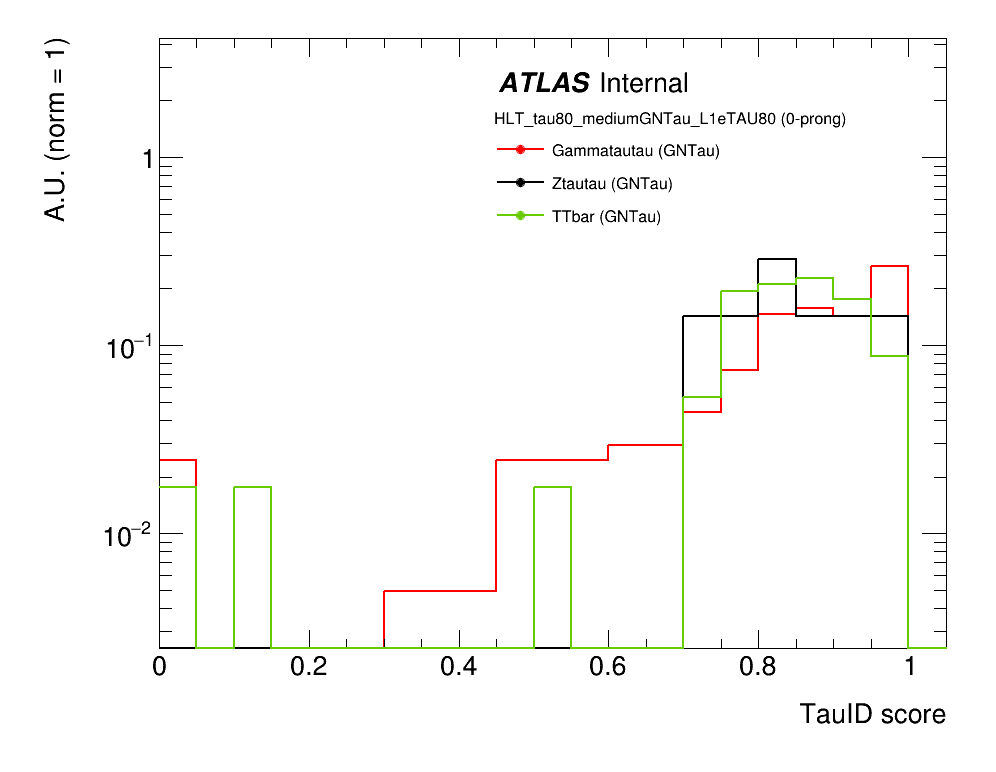 A.U. (norm = 1)
ATLAS Internal
HLT_tau80_mediumGNTau_L1eTAU80 (0-prong)
Gammatautau (GNTau)
Ztautau (GNTau)
TTbar (GNTau)
1
10⁻¹
10⁻²
0 0.2 0.4 0.6 0.8 1
TauID score